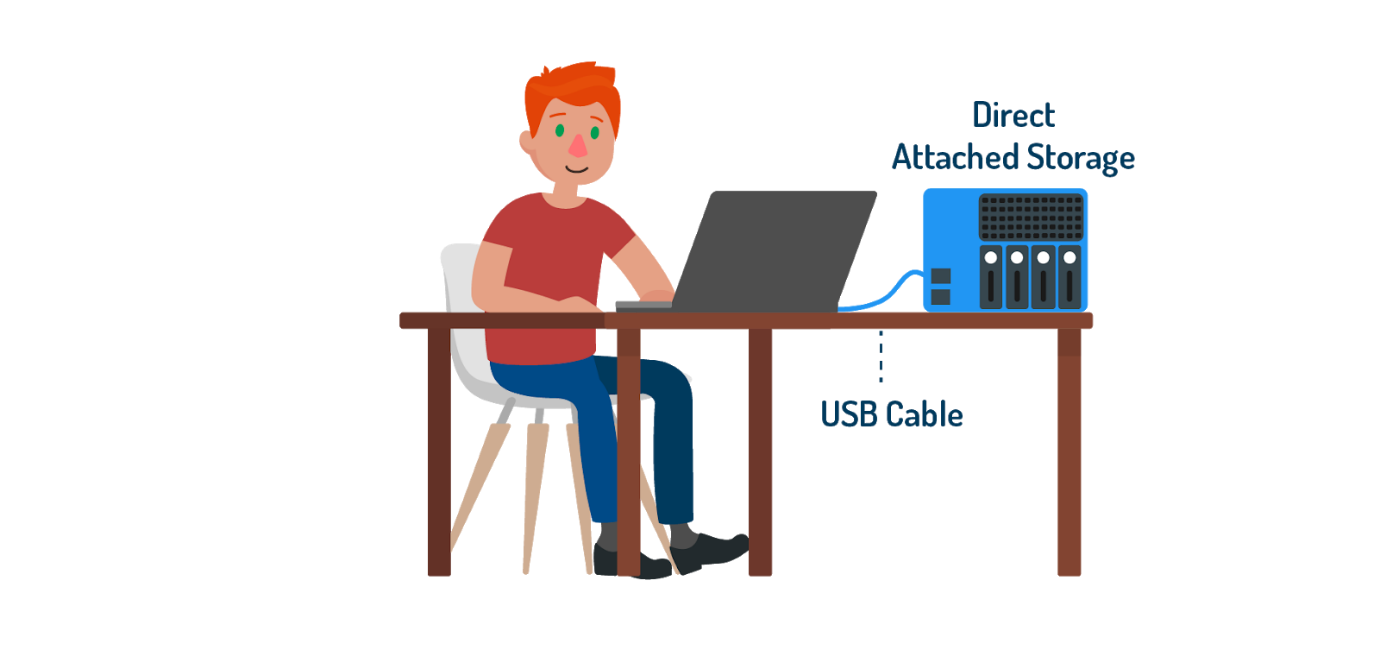 Direct
Attached Storage
USB Cable